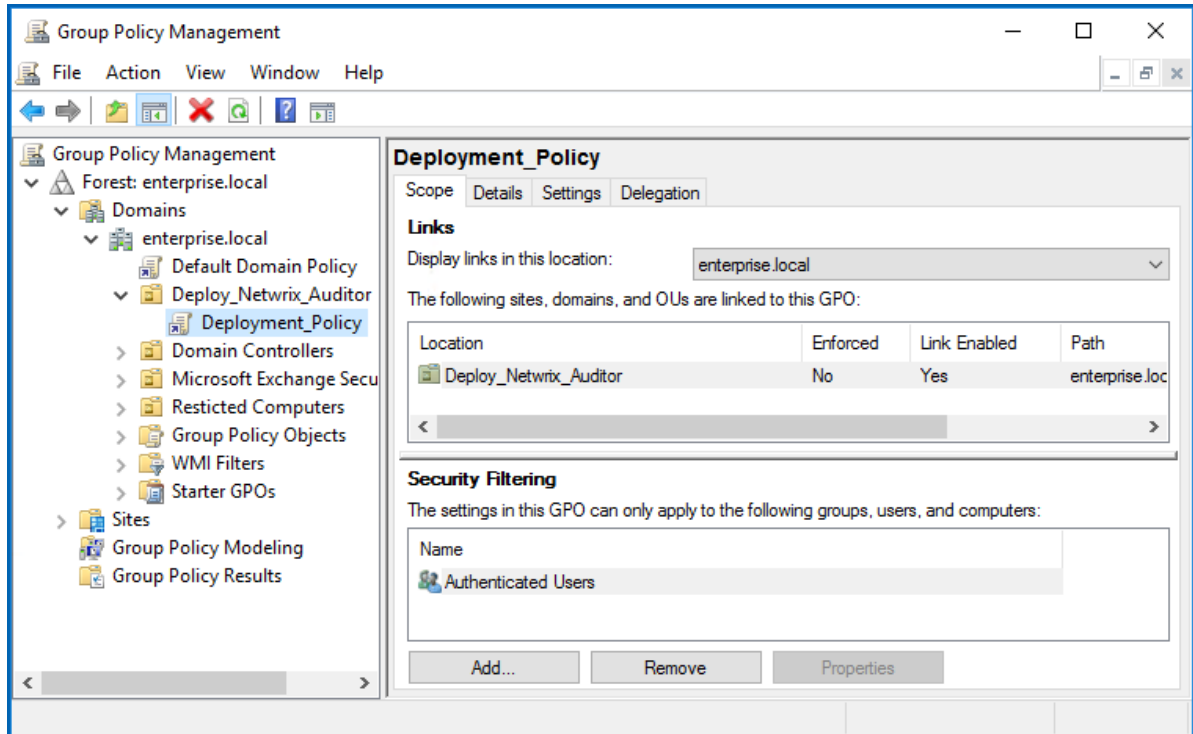 Group Policy Management
File Action View Window Help
Group Policy Management
Forest: enterprise.local
Domains
enterprise.local
Default Domain Policy
Deploy_Netwrix_Auditor
Deployment_Policy
Domain Controllers
Microsoft Exchange Secu
Resticted Computers
Group Policy Objects
WMI Filters
Starter GPOs
Sites
Group Policy Modeling
Group Policy Results
Deployment_Policy
Scope Details Settings Delegation
Links
Display links in this location: enterprise.local
The following sites, domains, and OUs are linked to this GPO:
Location Enforced Link Enabled Path
Deploy_Netwrix_Auditor No Yes enterprise.loc
Security Filtering
The settings in this GPO can only apply to the following groups, users, and computers:
Name
Authenticated Users
Add... Remove Properties